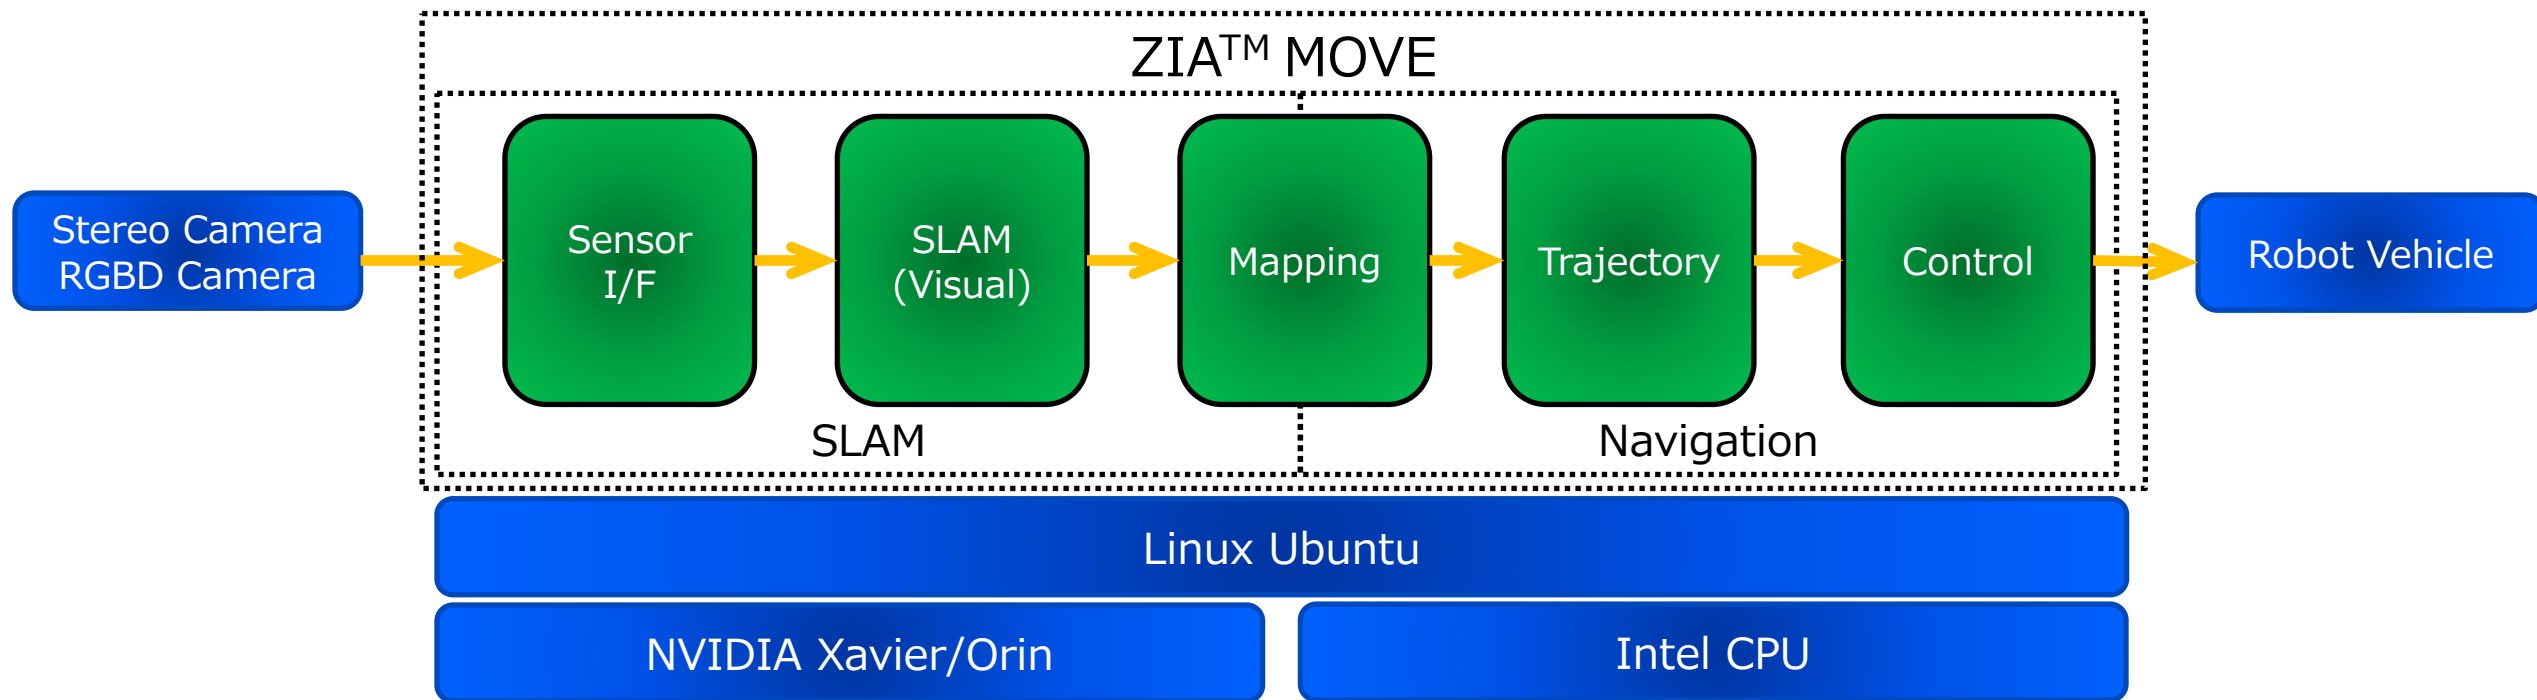 ZIA™ MOVE
Stereo Camera
RGBD Camera
Sensor
I/F
SLAM
(Visual)
Mapping
Trajectory
Control
Robot Vehicle
SLAM
Navigation
Linux Ubuntu
NVIDIA Xavier/Orin
Intel CPU